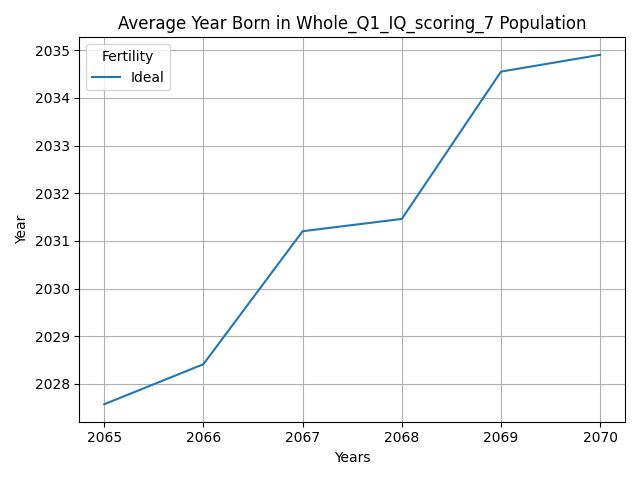 Average Year Born in Whole_Q1_IQ_scoring_7 Population
Fertility
Ideal
2035
2034
2033
2032
2031
2030
2029
2028
Year
2065 2066 2067 2068 2069 2070
Years